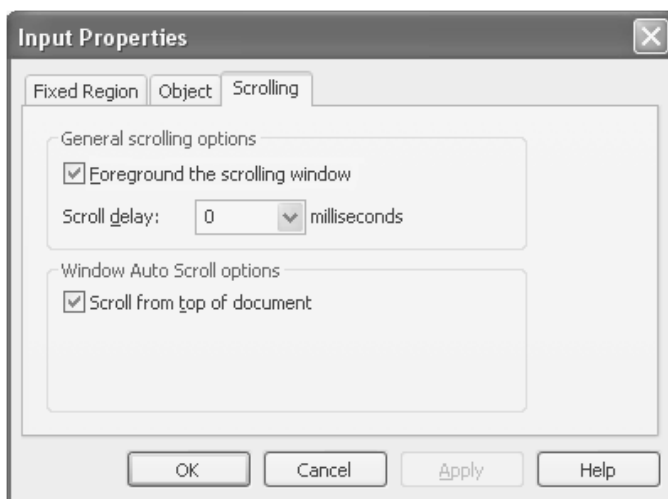 Input Properties
Fixed Region Object Scrolling
General scrolling options
Foreground the scrolling window
Scroll delay: 0 milliseconds
Window Auto Scroll options
Scroll from top of document
OK Cancel Apply Help